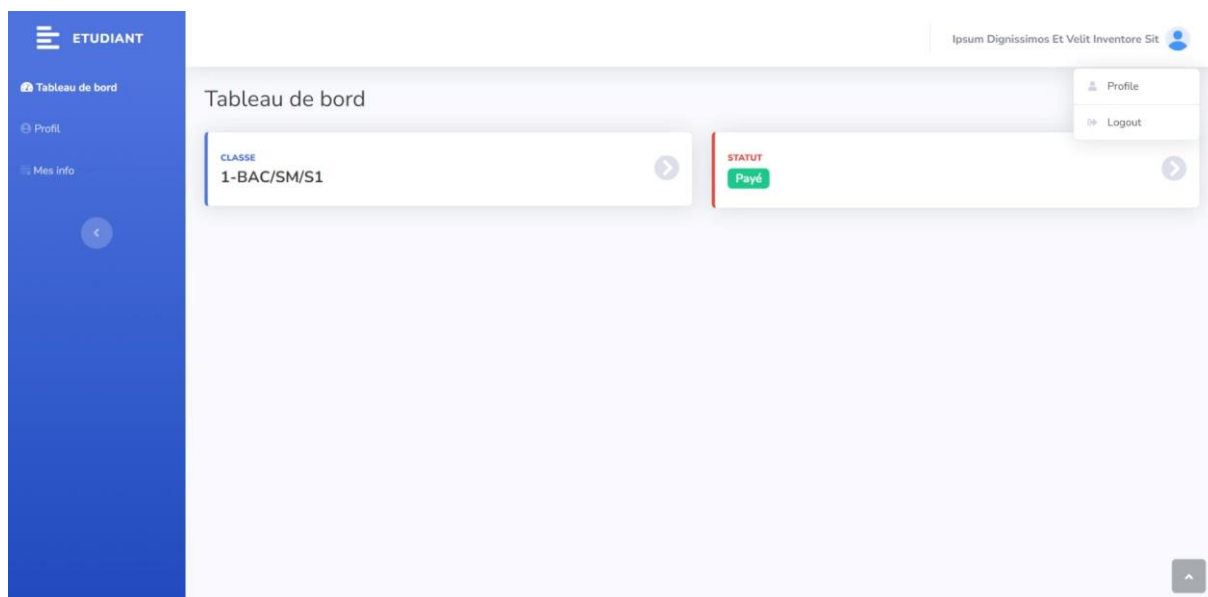 ETUDIANT
Ipsum Dignissimos Et Velit Inventore Sit
Tableau de bord
Profil
Mes info
Profile
Logout
Tableau de bord
CLASSE
1-BAC/SM/S1
STATUT
Payé